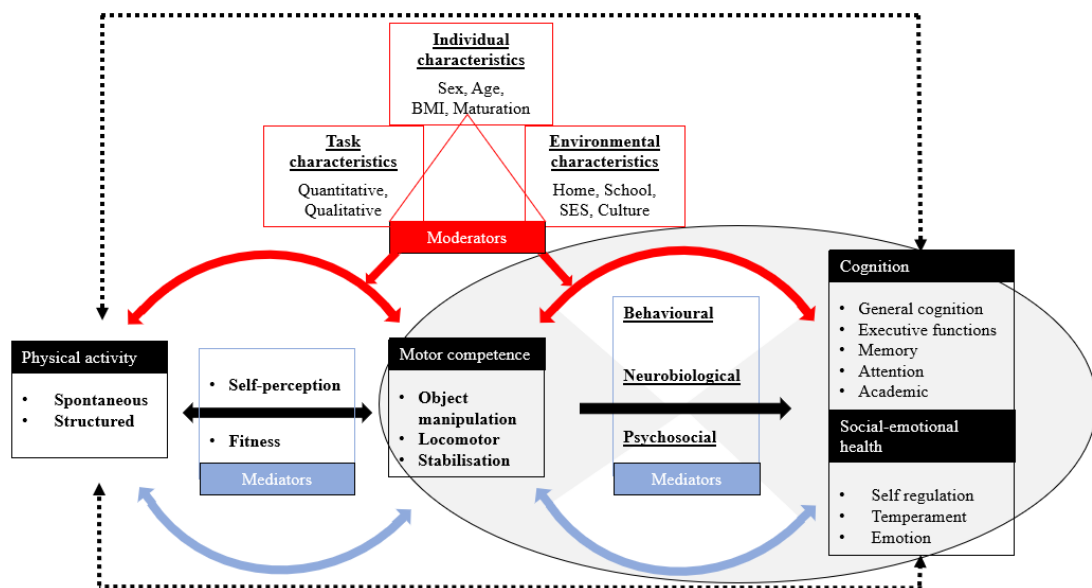 Individual
characteristics
Sex, Age,
BMI, Maturation
Task
characteristics
Quantitative,
Qualitative
Environmental
characteristics
Home, School,
SES, Culture
Moderators
Physical activity
• Spontaneous
• Structured
• Self-perception
• Fitness
Mediators
Motor competence
• Object
manipulation
• Locomotor
• Stabilisation
Behavioural
Neurobiological
Psychosocial
Mediators
Cognition
• General cognition
• Executive functions
• Memory
• Attention
• Academic
Social-emotional
health
• Self regulation
• Temperament
• Emotion